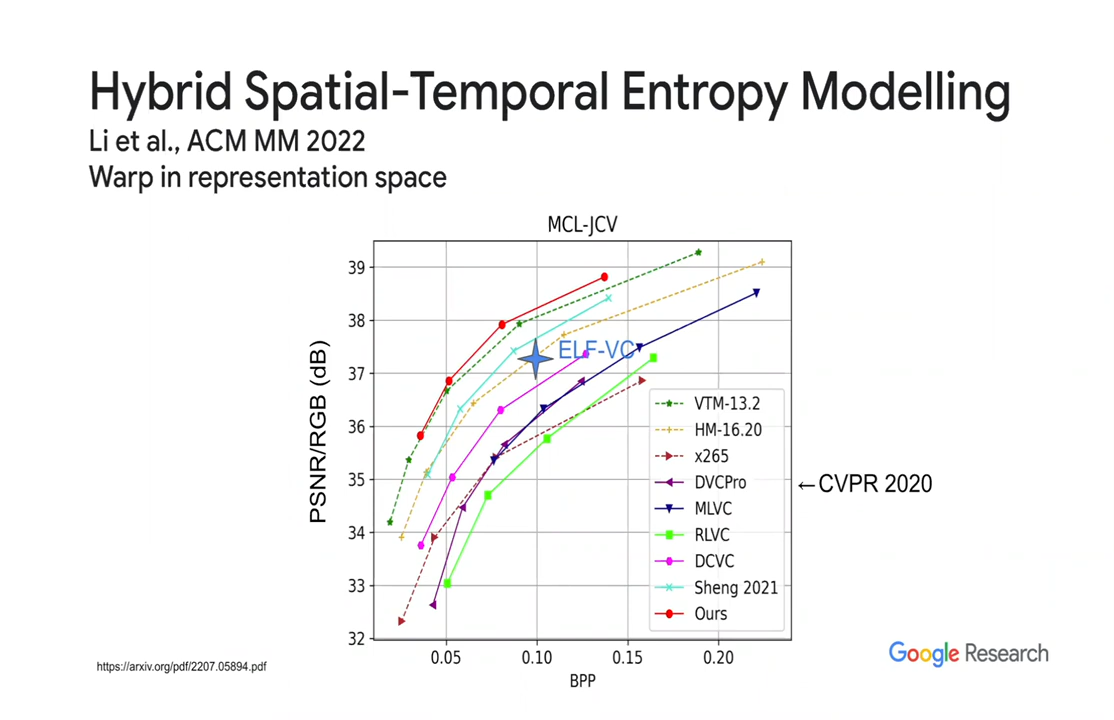 Hybrid Spatial-Temporal Entropy Modelling
Li et al., ACM MM 2022
Warp in representation space
MCL-JCV
39
38
37
36
35
34
33
32
PSNR/RGB (dB)
ELF-VC
VTM-13.2
HM-16.20
x265
DVCPro
←CVPR 2020
MLVC
RLVC
DCVC
Sheng 2021
Ours
0.05 0.10 0.15 0.20
BPP
https://arxiv.org/pdf/2207.05894.pdf
Google Research